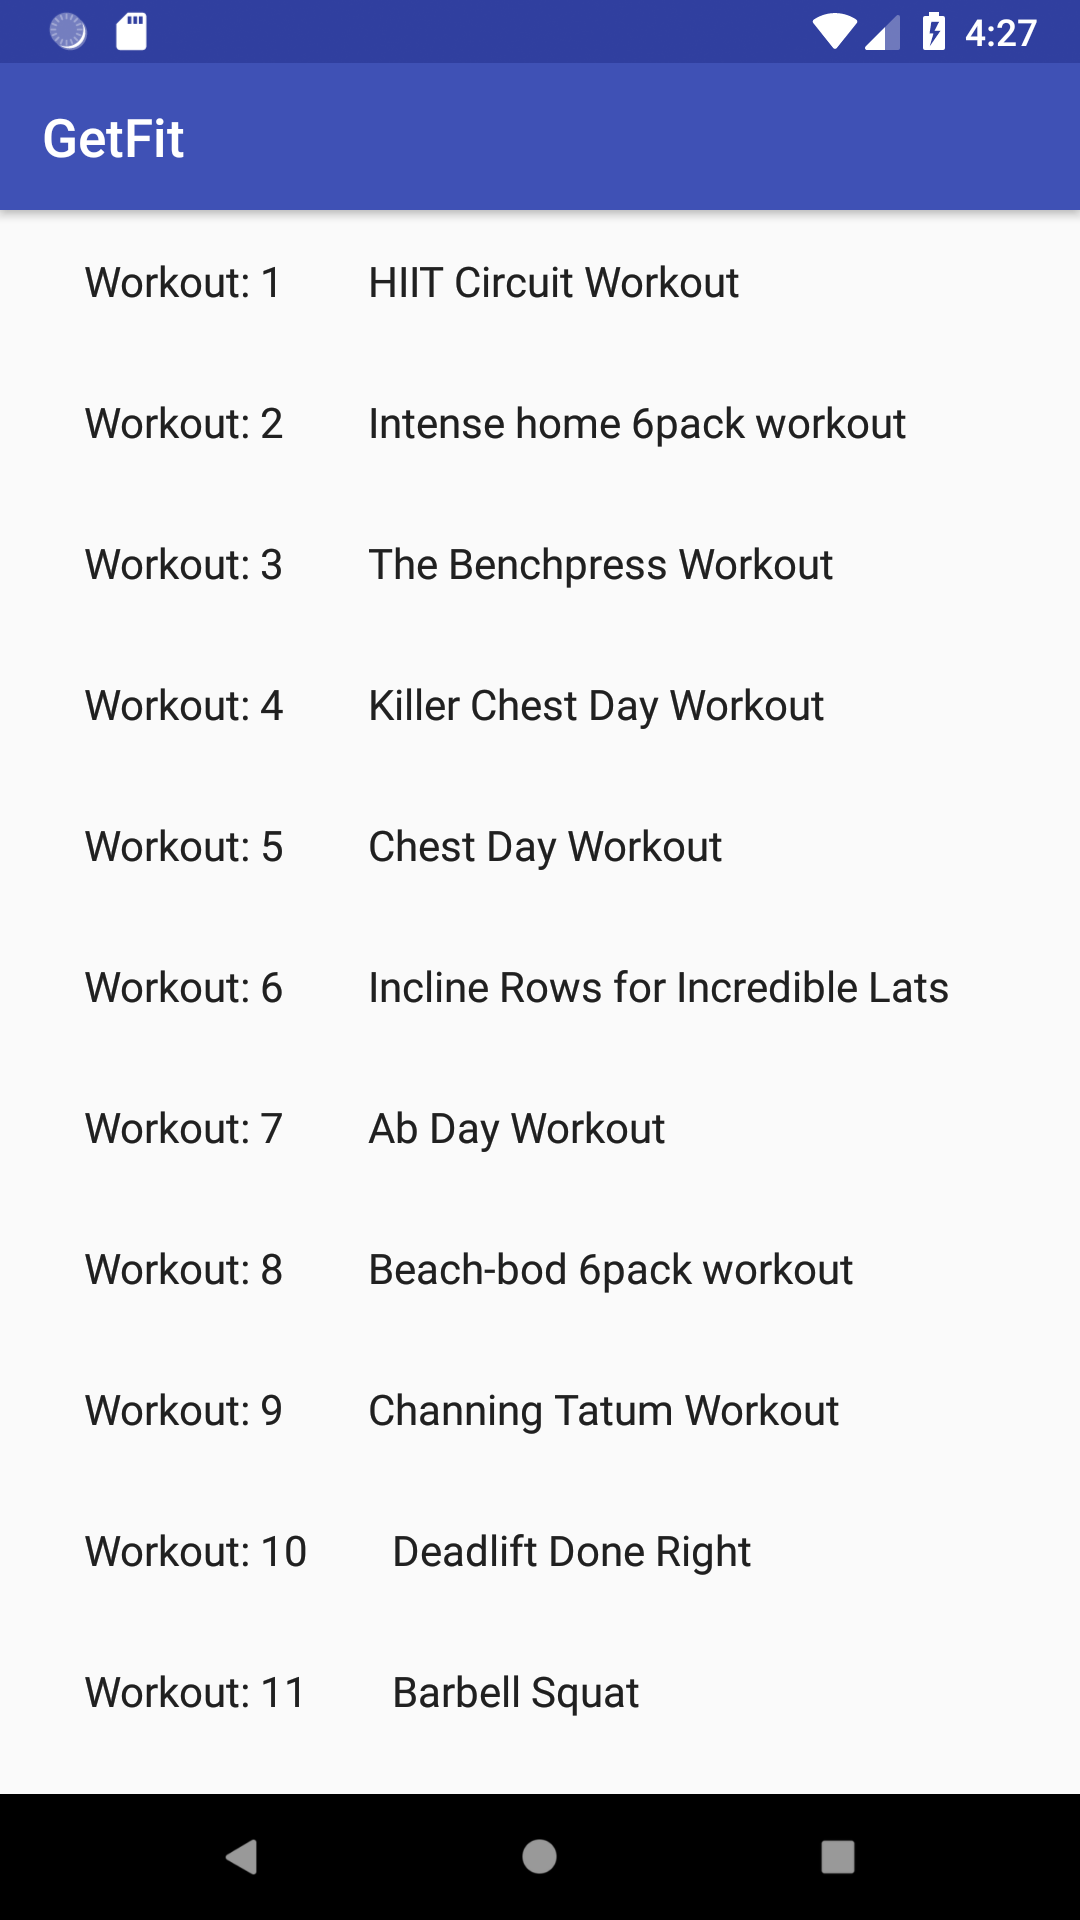 4:27
GetFit
Workout: 1 HIIT Circuit Workout
Workout: 2 Intense home 6pack workout
Workout: 3 The Benchpress Workout
Workout: 4 Killer Chest Day Workout
Workout: 5 Chest Day Workout
Workout: 6 Incline Rows for Incredible Lats
Workout: 7 Ab Day Workout
Workout: 8 Beach-bod 6pack workout
Workout: 9 Channing Tatum Workout
Workout: 10 Deadlift Done Right
Workout: 11 Barbell Squat